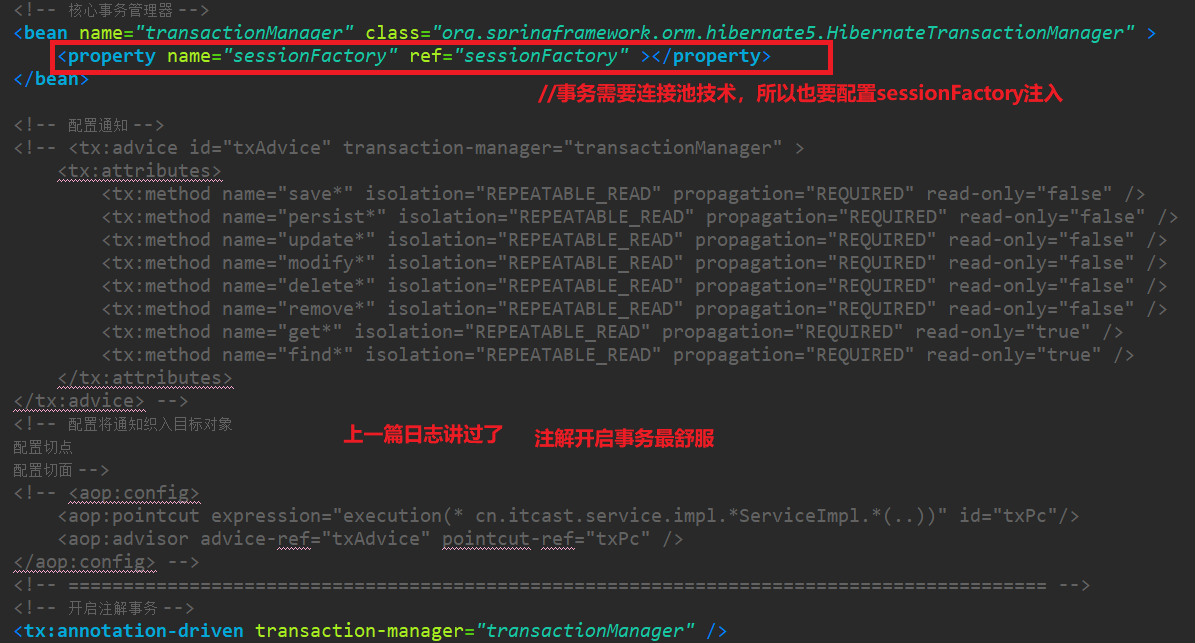 <!-- 核心事务管理器 -->
<bean name="transactionManager" class="org.springframework.orm.hibernate5.HibernateTransactionManager" >
<property name="sessionFactory" ref="sessionFactory" ></property>
</bean>
//事务需要连接池技术，所以也要配置sessionFactory注入
<!-- 配置通知 -->
<!-- <tx:advice id="txAdvice" transaction-manager="transactionManager" >
<tx:attributes>
<tx:method name="save*" isolation="REPEATABLE_READ" propagation="REQUIRED" read-only="false" />
<tx:method name="persist*" isolation="REPEATABLE_READ" propagation="REQUIRED" read-only="false" />
<tx:method name="update*" isolation="REPEATABLE_READ" propagation="REQUIRED" read-only="false" />
<tx:method name="modify*" isolation="REPEATABLE_READ" propagation="REQUIRED" read-only="false" />
<tx:method name="delete*" isolation="REPEATABLE_READ" propagation="REQUIRED" read-only="false" />
<tx:method name="remove*" isolation="REPEATABLE_READ" propagation="REQUIRED" read-only="false" />
<tx:method name="get*" isolation="REPEATABLE_READ" propagation="REQUIRED" read-only="true" />
<tx:method name="find*" isolation="REPEATABLE_READ" propagation="REQUIRED" read-only="true" />
</tx:attributes>
</tx:advice> -->
<!-- 配置将通知织入目标对象
上一篇日志讲过了 注解开启事务最舒服
配置切点
配置切面 -->
<!-- <aop:config>
<aop:pointcut expression="execution(* cn.itcast.service.impl.*ServiceImpl.*(..))" id="txPc"/>
<aop:advisor advice-ref="txAdvice" pointcut-ref="txPc" />
</aop:config> -->
<!-- ========================================================================================= -->
<!-- 开启注解事务 -->
<tx:annotation-driven transaction-manager="transactionManager" />